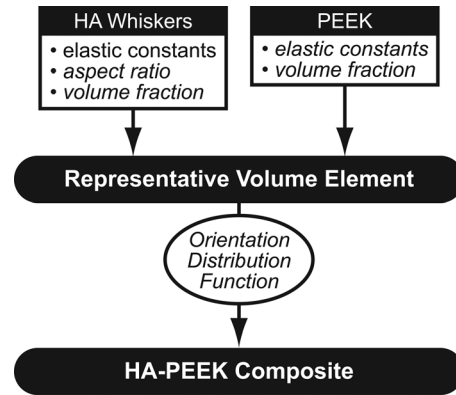 HA Whiskers
• elastic constants
• aspect ratio
• volume fraction
PEEK
• elastic constants
• volume fraction
Representative Volume Element
Orientation
Distribution
Function
HA-PEEK Composite